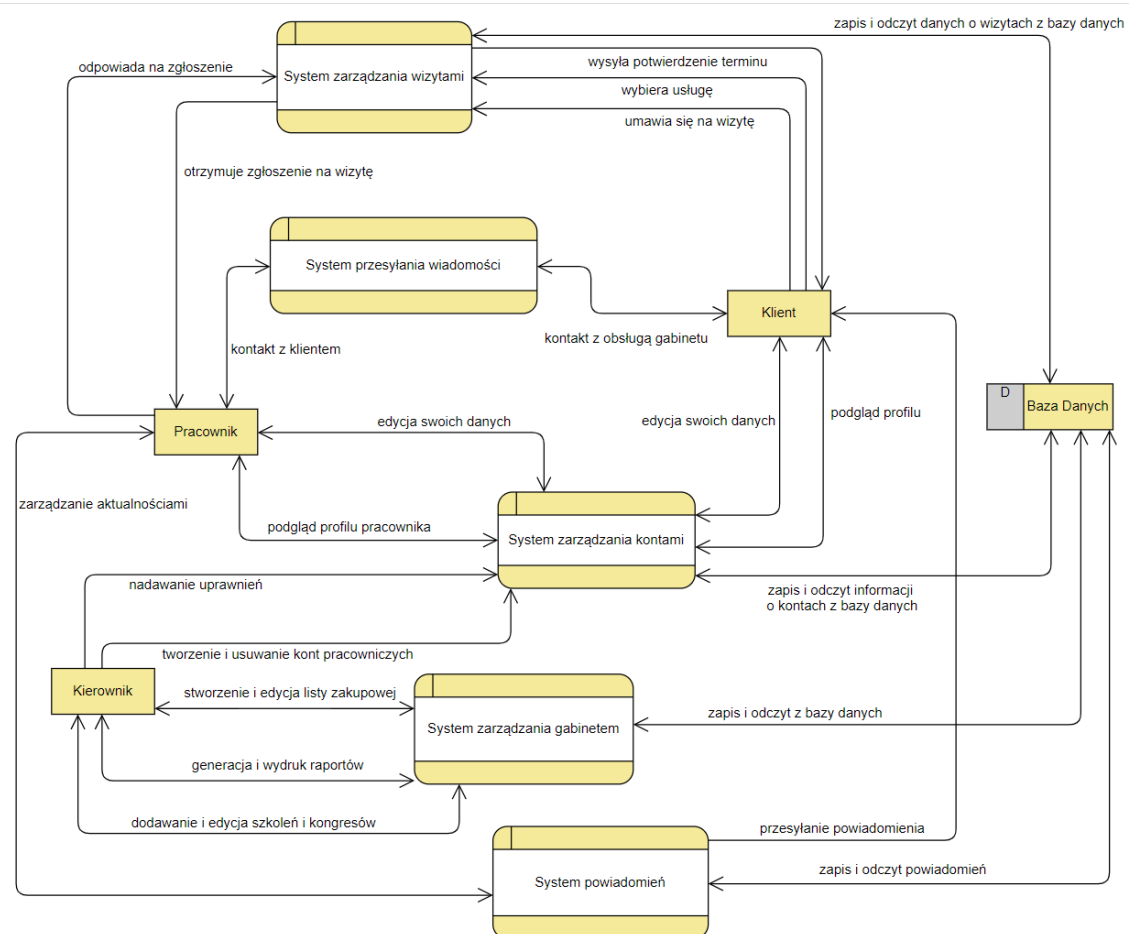 zapis i odczyt danych o wizytach z bazy danych
odpowiada na zgłoszenie
System zarządzania wizytami
wysyła potwierdzenie terminu
wybiera usługę
umawia się na wizytę
otrzymuje zgłoszenie na wizytę
System przesyłania wiadomości
Klient
kontakt z obsługą gabinetu
kontakt z klientem
D
Baza Danych
podgląd profilu
edycja swoich danych
edycja swoich danych
Pracownik
zarządzanie aktualnościami
podgląd profilu pracownika
System zarządzania kontami
nadawanie uprawnień
zapis i odczyt informacji
o kontach z bazy danych
tworzenie i usuwanie kont pracowniczych
Kierownik
stworzenie i edycja listy zakupowej
System zarządzania gabinetem
zapis i odczyt z bazy danych
generacja i wydruk raportów
dodawanie i edycja szkoleń i kongresów
przesyłanie powiadomienia
System powiadomień
zapis i odczyt powiadomień